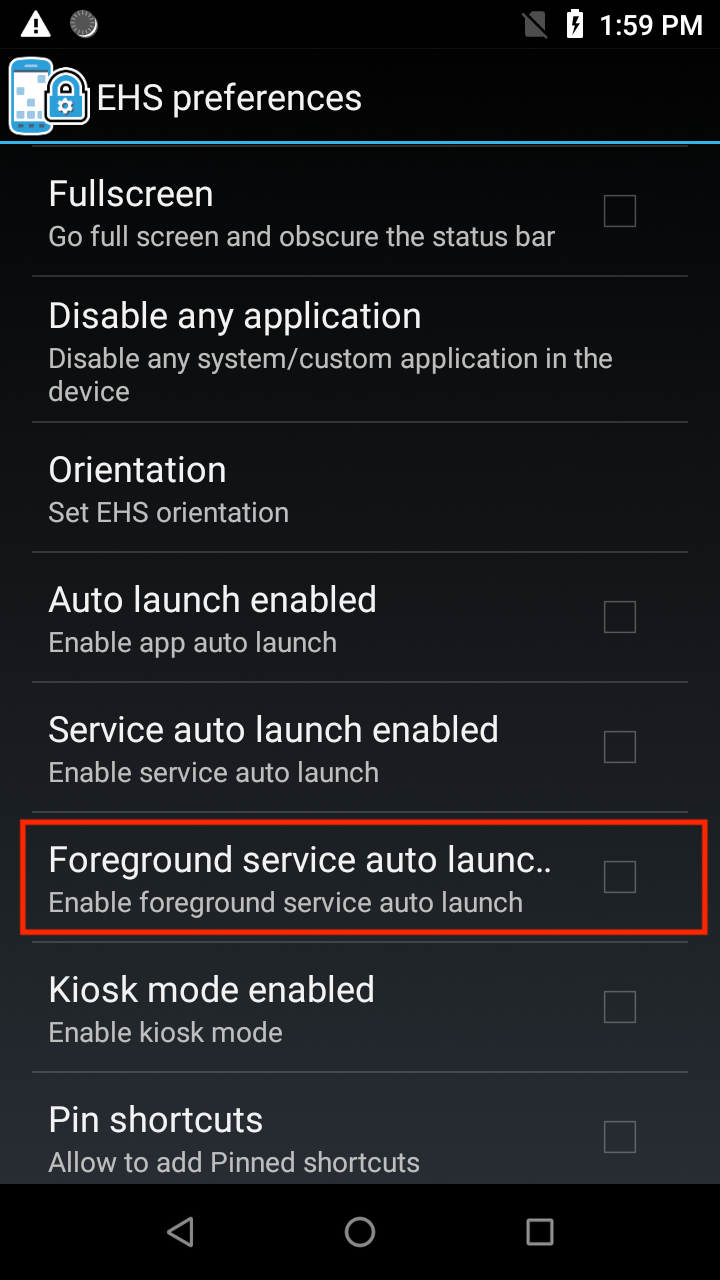 1:59 PM
EHS preferences
Fullscreen
Go full screen and obscure the status bar
Disable any application
Disable any system/custom application in the
device
Orientation
Set EHS orientation
Auto launch enabled
Enable app auto launch
Service auto launch enabled
Enable service auto launch
Foreground service auto launc..
Enable foreground service auto launch
Kiosk mode enabled
Enable kiosk mode
Pin shortcuts
Allow to add Pinned shortcuts